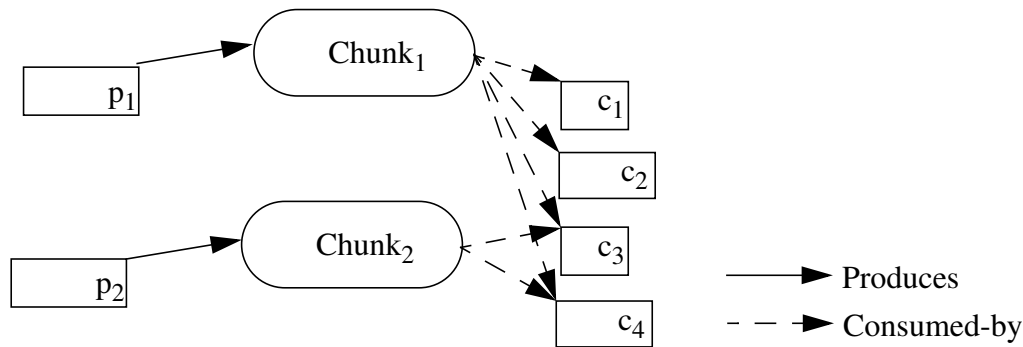 Chunk₁
p₁
c₁
c₂
Chunk₂
c₃
p₂
Produces
c₄
Consumed-by